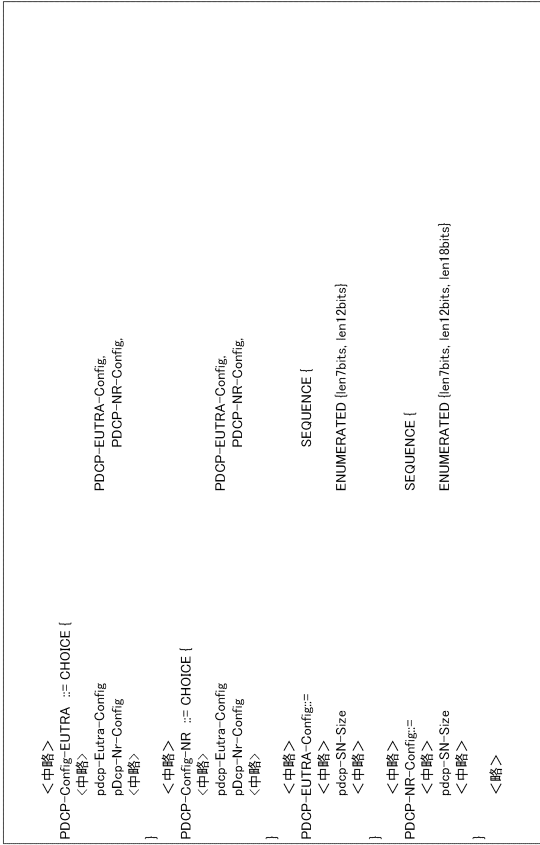 ＜中略＞
PDCP-Config-EUTRA ::= CHOICE {
＜中略＞
pdcp-Eutra-Config PDCP-EUTRA-Config,
pDcp-Nr-Config PDCP-NR-Config,
＜中略＞
}
＜中略＞
PDCP-Config-NR ::= CHOICE {
＜中略＞
pdcp-Eutra-Config PDCP-EUTRA-Config,
pDcp-Nr-Config PDCP-NR-Config,
＜中略＞
}
＜中略＞
PDCP-EUTRA-Config::= SEQUENCE {
＜中略＞
pdcp-SN-Size ENUMERATED {len7bits, len12bits}
＜中略＞
}
＜中略＞
PDCP-NR-Config::= SEQUENCE {
＜中略＞
pdcp-SN-Size ENUMERATED {len7bits, len12bits, len18bits}
＜中略＞
}
＜略＞